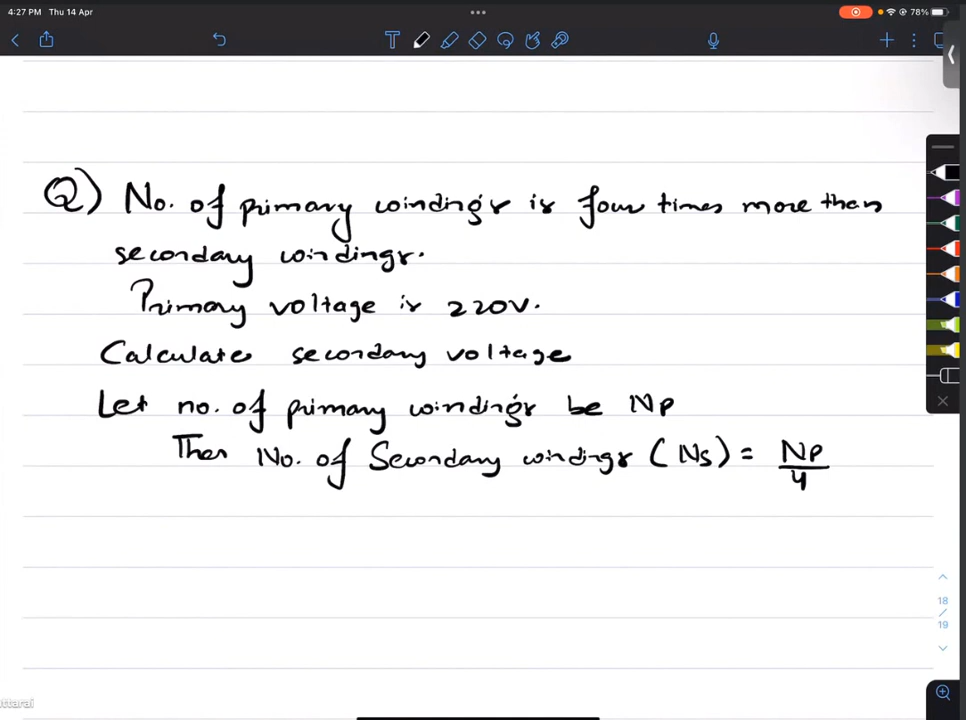 4:27 PM Thu 14 Apr
78%
Q) No. of primary windings is four times more than
secondary windings.
Primary voltage is 220V.
Calculate secondary voltage
Let no. of primary windings be Np
Then No. of Secondary windings (Ns) = Np/4
18
/
19
uttarai